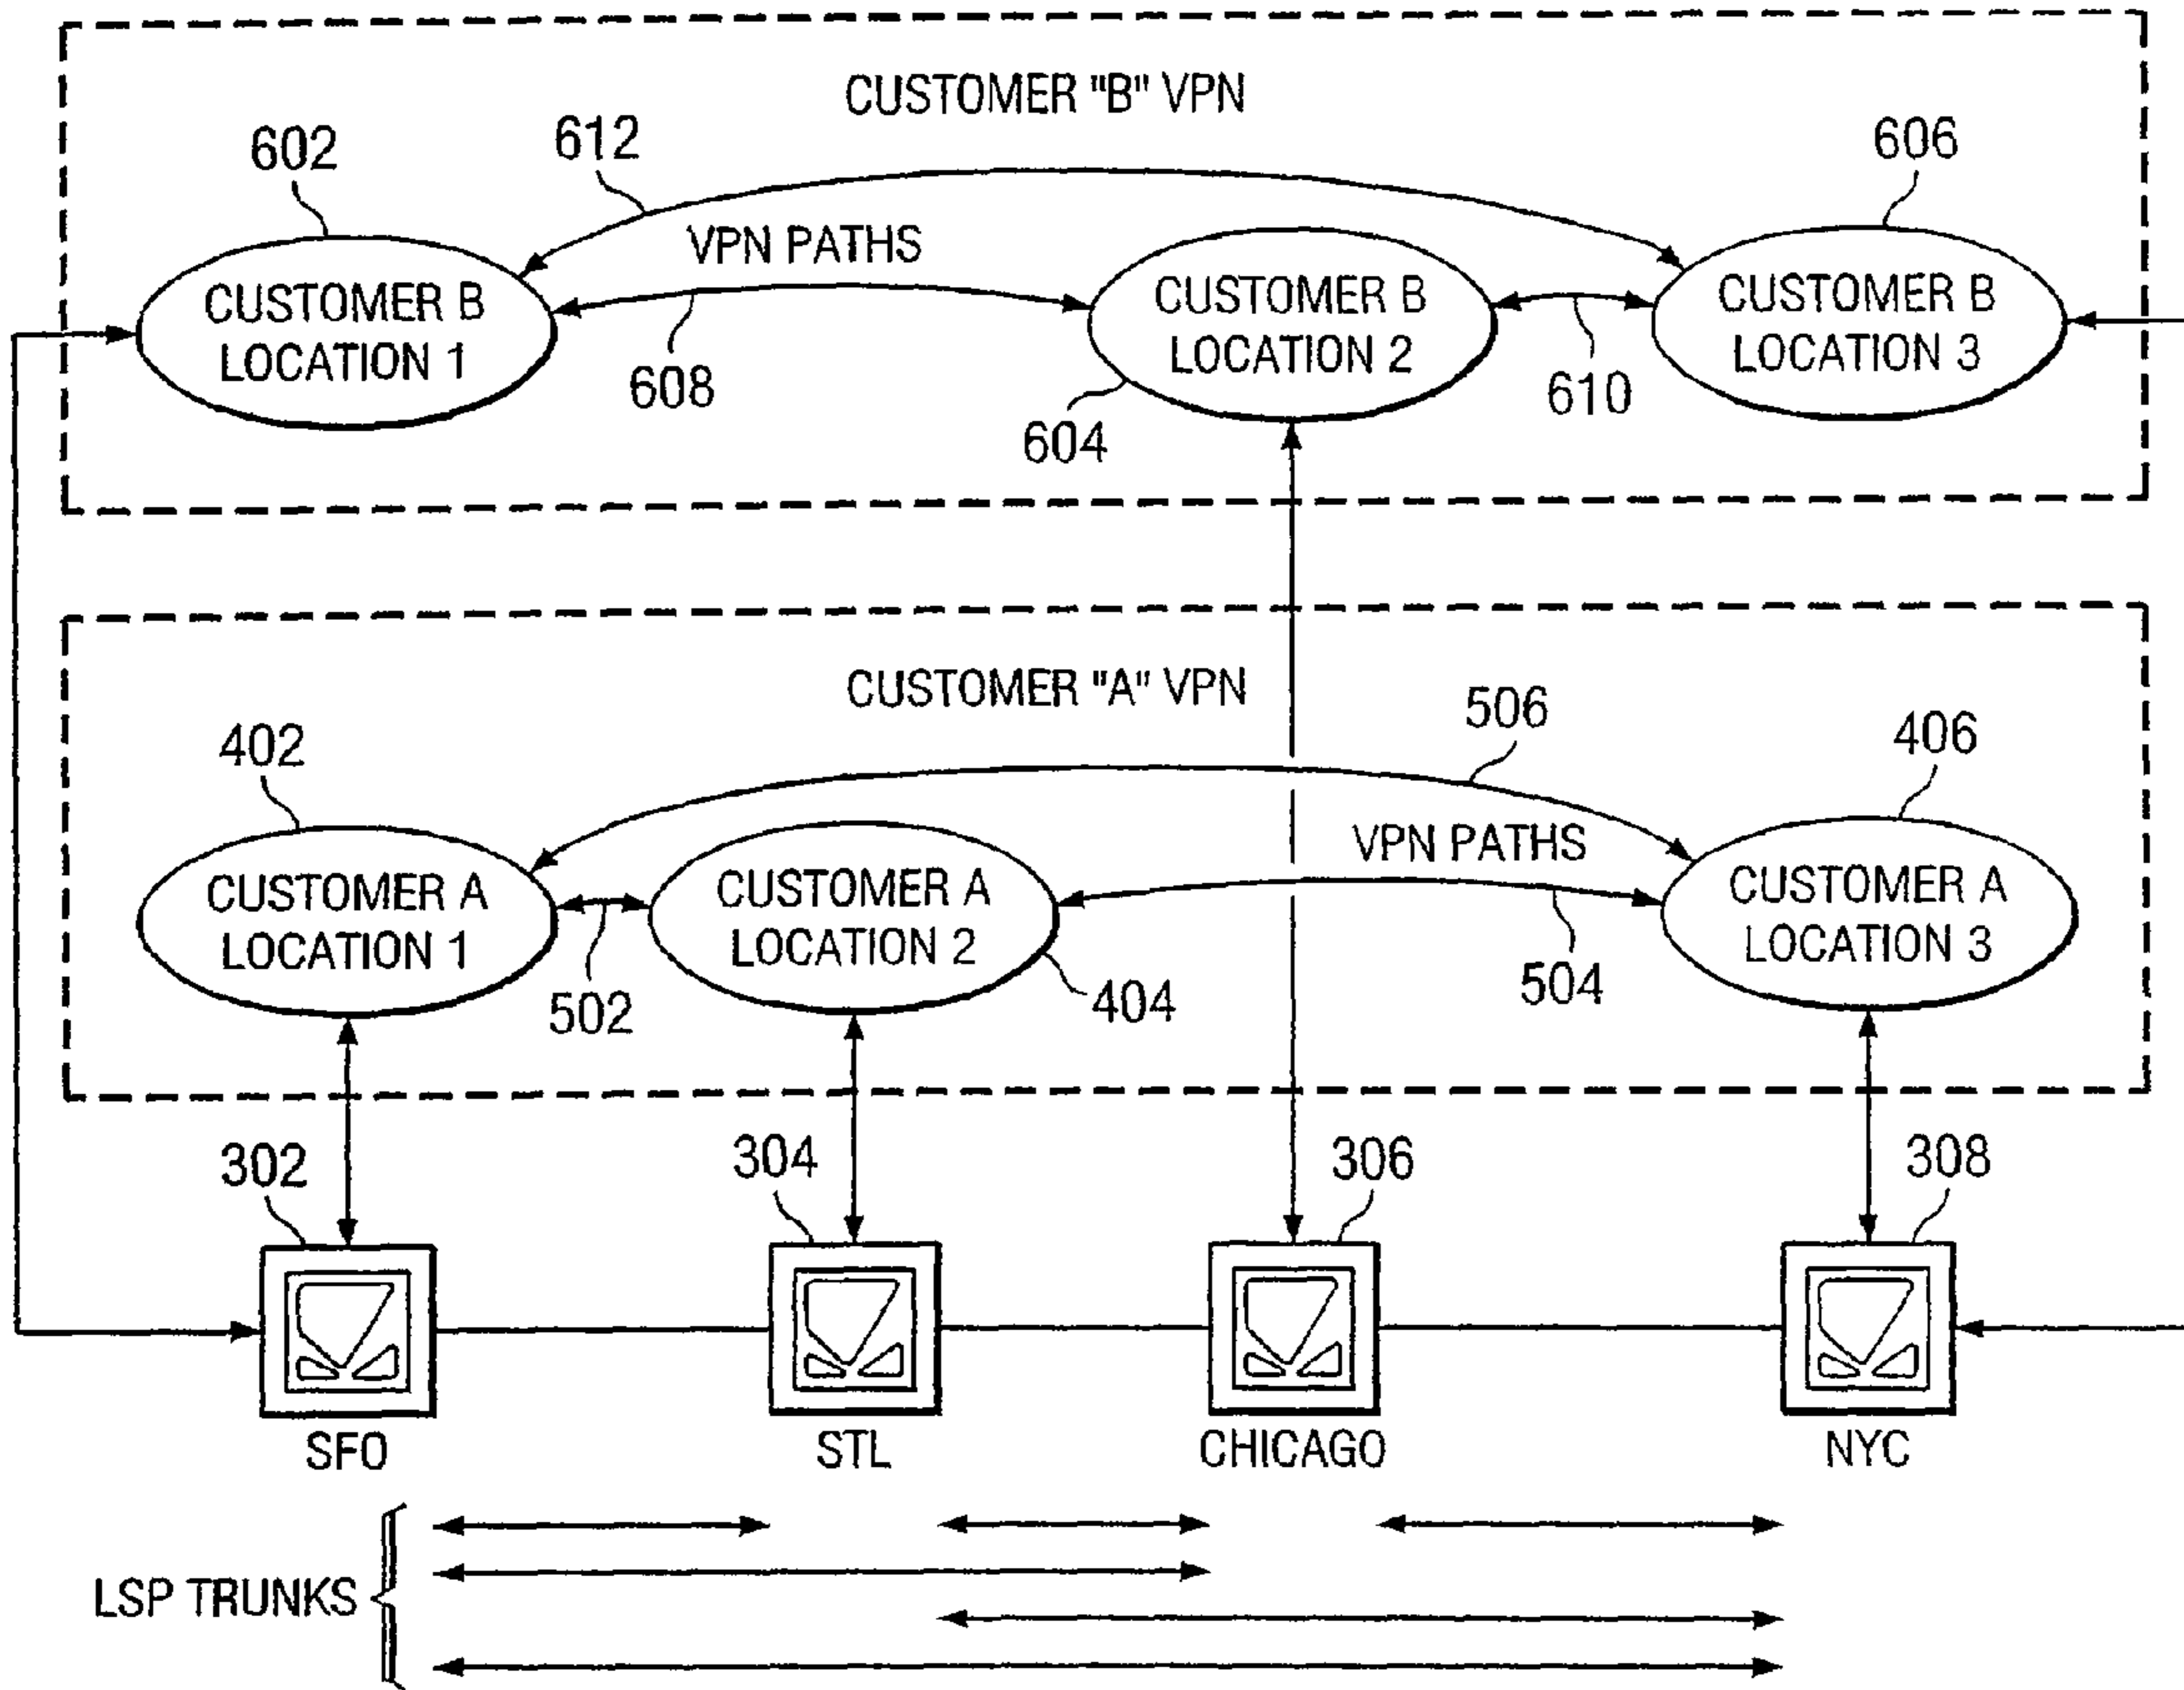 CUSTOMER "B" VPN
602
612
606
VPN PATHS
CUSTOMER B
LOCATION 1
CUSTOMER B
LOCATION 2
CUSTOMER B
LOCATION 3
608
604
610
CUSTOMER "A" VPN
402
506
406
VPN PATHS
CUSTOMER A
LOCATION 1
CUSTOMER A
LOCATION 2
CUSTOMER A
LOCATION 3
502
404
504
302
304
306
308
SFO
STL
CHICAGO
NYC
LSP TRUNKS